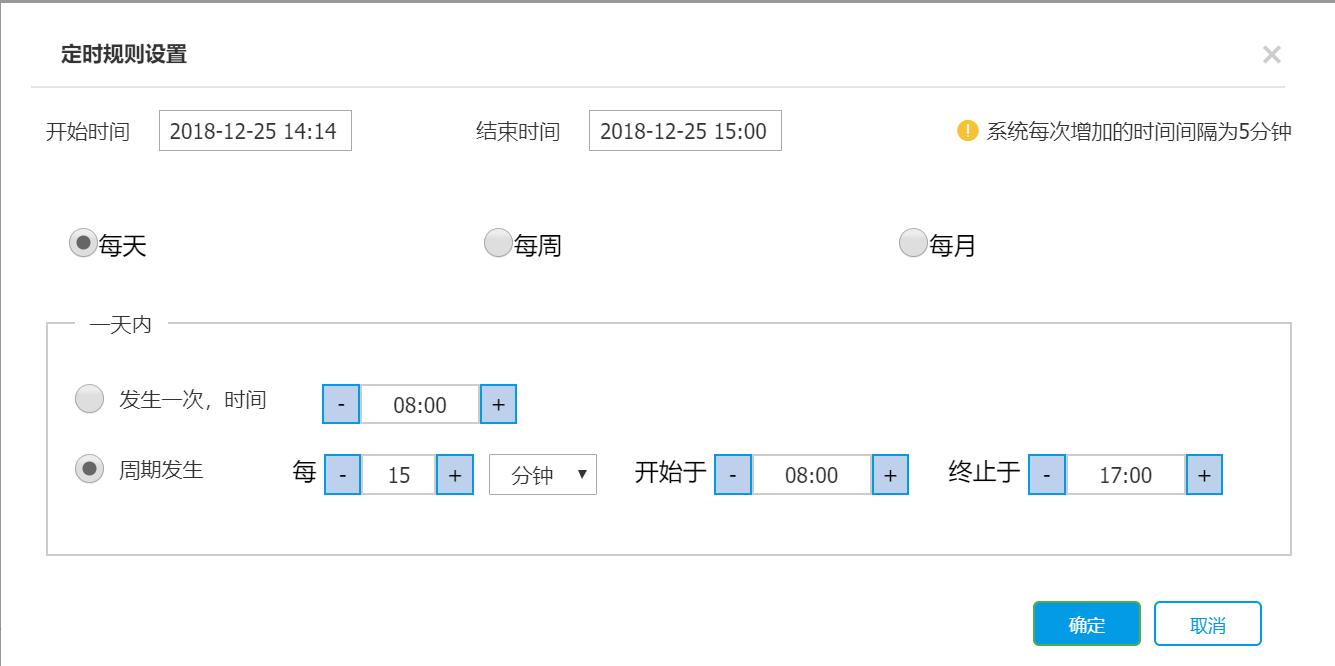 定时规则设置 ×
开始时间 2018-12-25 14:14 结束时间 2018-12-25 15:00 ! 系统每次增加的时间间隔为5分钟
每天 每周 每月
一天内
发生一次，时间 - 08:00 +
周期发生 每 - 15 + 分钟 ▼ 开始于 - 08:00 + 终止于 - 17:00 +
确定 取消